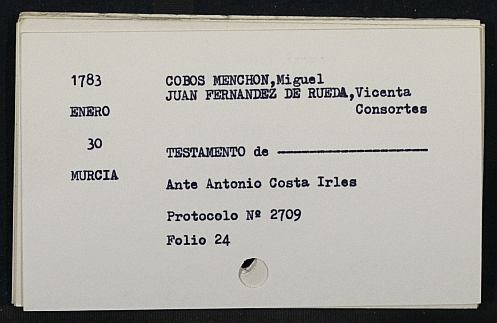 1783 COBOS MENCHON,Miguel
JUAN FERNANDEZ DE RUEDA,Vicenta
ENERO Consortes
30 TESTAMENTO de ----------------------
MURCIA
Ante Antonio Costa Irles
Protocolo Nº 2709
Folio 24